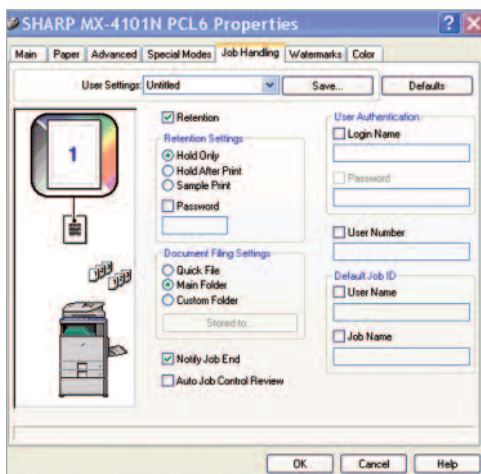 SHARP MX-4101N PCL6 Properties
Main Paper Advanced Special Modes Job Handling Watermarks Color
User Settings: Untitled Save... Defaults
1
Retention
Retention Settings
Hold Only
Hold After Print
Sample Print
Password
Document Filing Settings
Quick File
Main Folder
Custom Folder
Stored to...
Notify Job End
Auto Job Control Review
User Authentication
Login Name
Password
User Number
Default Job ID
User Name
Job Name
OK Cancel Help